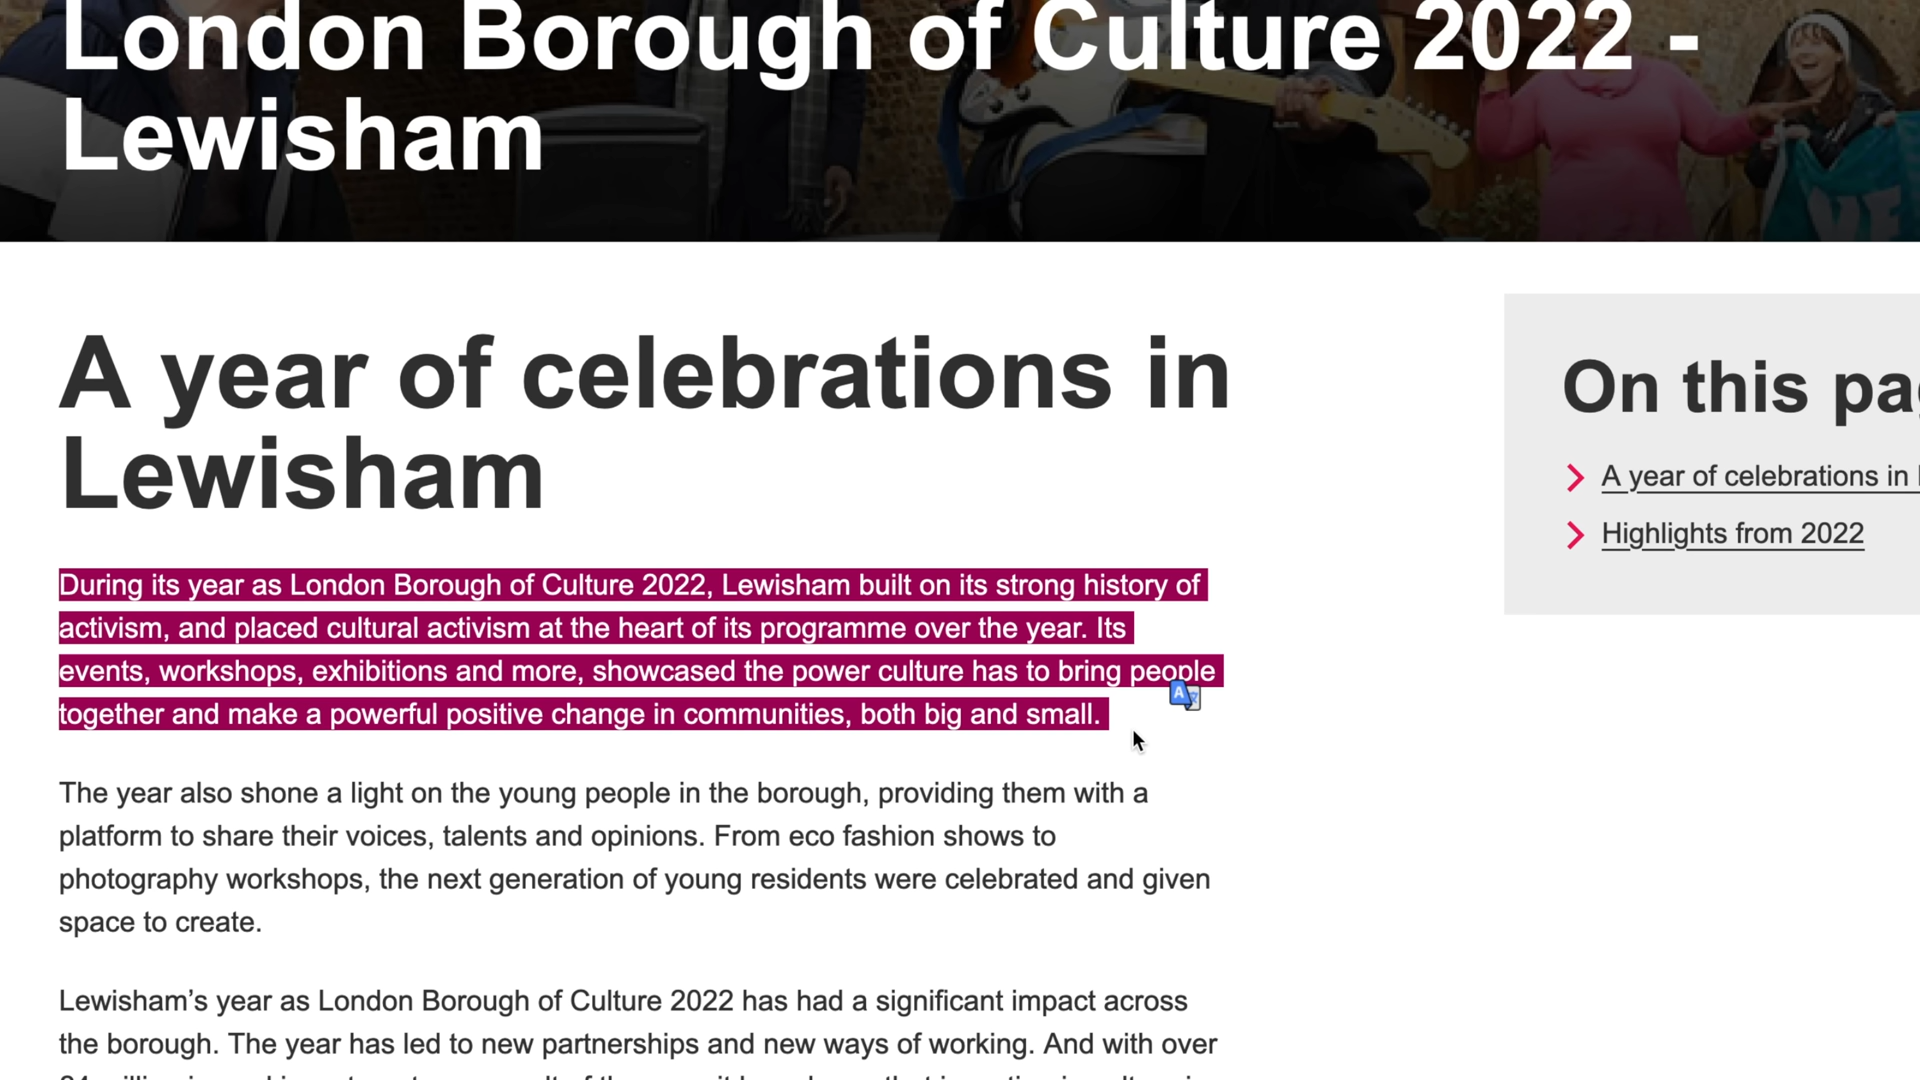 London Borough of Culture 2022 -
Lewisham
A year of celebrations in
Lewisham
During its year as London Borough of Culture 2022, Lewisham built on its strong history of
activism, and placed cultural activism at the heart of its programme over the year. Its
events, workshops, exhibitions and more, showcased the power culture has to bring people
together and make a powerful positive change in communities, both big and small.
The year also shone a light on the young people in the borough, providing them with a
platform to share their voices, talents and opinions. From eco fashion shows to
photography workshops, the next generation of young residents were celebrated and given
space to create.
Lewisham’s year as London Borough of Culture 2022 has had a significant impact across
the borough. The year has led to new partnerships and new ways of working. And with over
On this
A year of celebrations in
Highlights from 2022